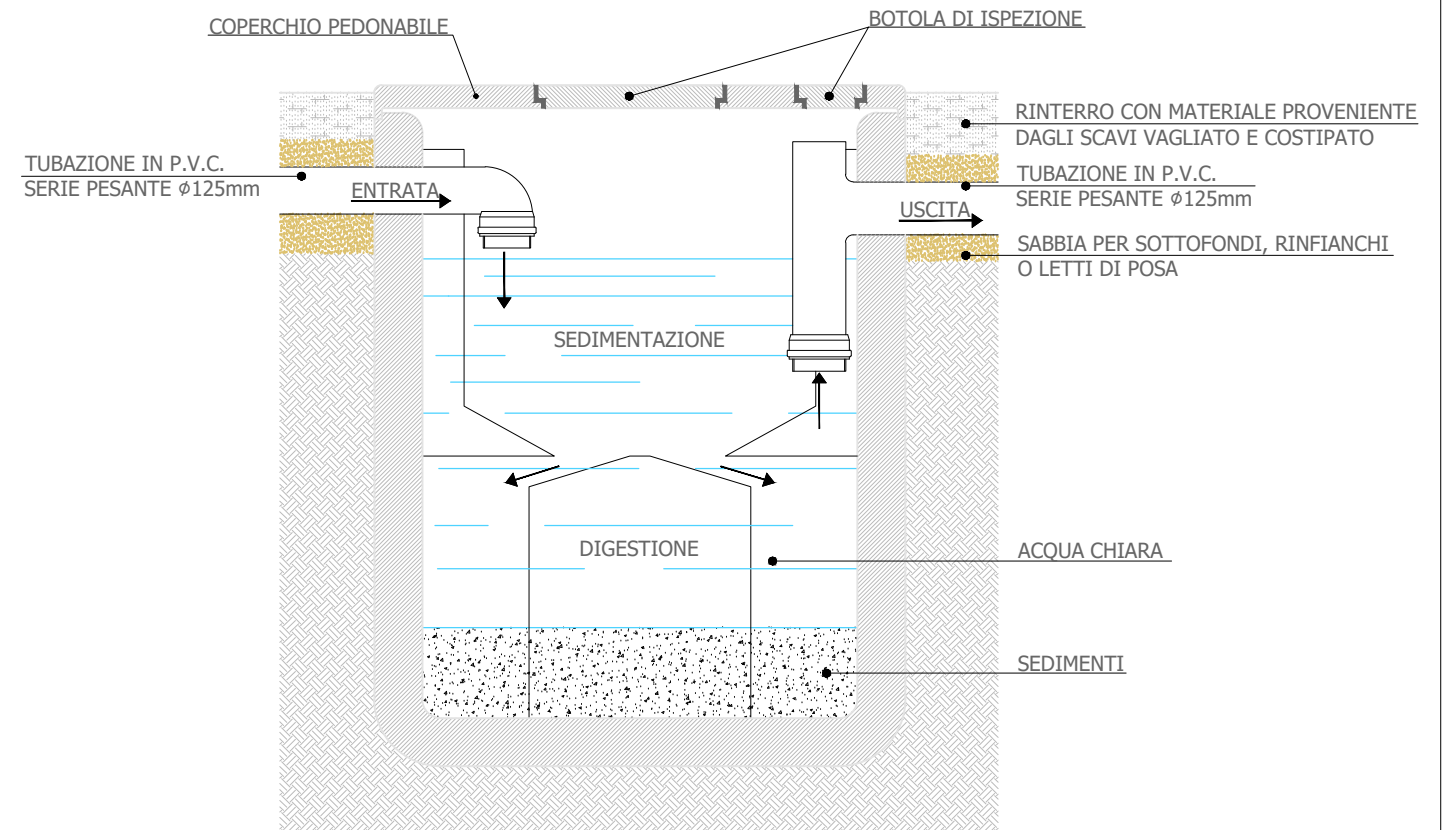 COPERCHIO PEDONABILE
BOTOLA DI ISPEZIONE
RINTERRO CON MATERIALE PROVENIENTE
DAGLI SCAVI VAGLIATO E COSTIPATO
TUBAZIONE IN P.V.C.
SERIE PESANTE ϕ125mm
TUBAZIONE IN P.V.C.
SERIE PESANTE ϕ125mm
ENTRATA
USCITA
SABBIA PER SOTTOFONDI, RINFIANCHI
O LETTI DI POSA
SEDIMENTAZIONE
DIGESTIONE
ACQUA CHIARA
SEDIMENTI